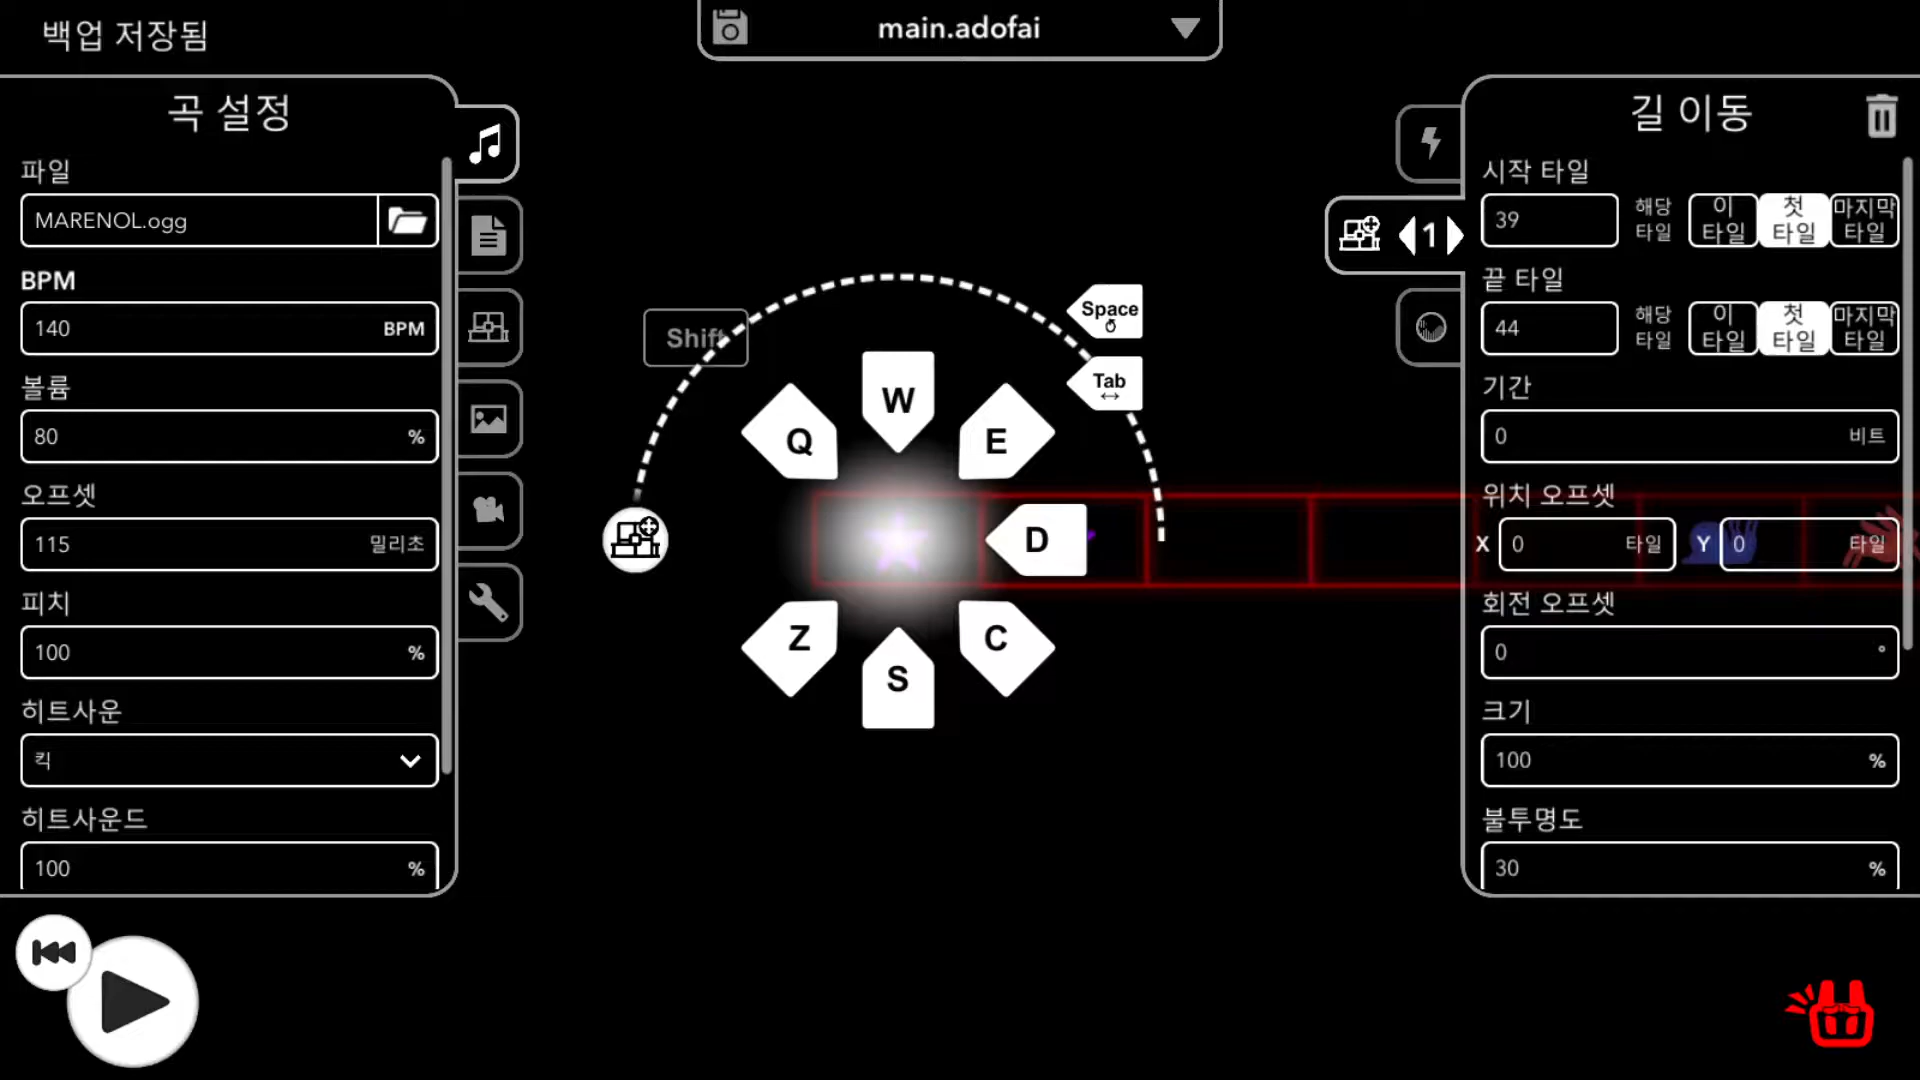 백업 저장됨
main.adofai
곡 설정
파일
MARENOL.ogg
BPM
140 BPM
볼륨
80 %
오프셋
115 밀리초
피치
100 %
히트사운
킥
히트사운드
100 %
Shift
Space
Tab
Q
W
E
D
Z
S
C
1
길 이동
시작 타일
39 해당 타일 이 타일 첫 타일 마지막 타일
끝 타일
44 해당 타일 이 타일 첫 타일 마지막 타일
기간
0 비트
위치 오프셋
X 0 타일 Y 0 타일
회전 오프셋
0 °
크기
100 %
불투명도
30 %